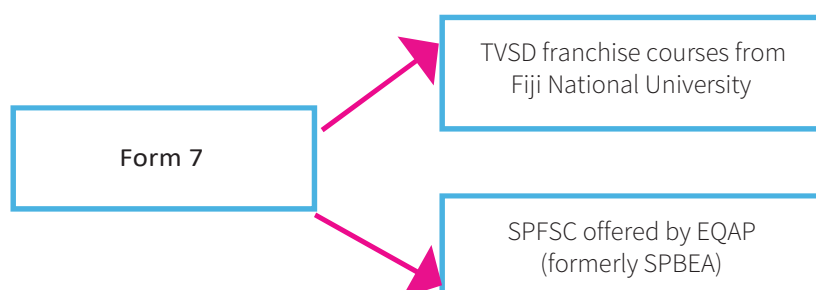 TVSD franchise courses from
Fiji National University
Form 7
SPFSC offered by EQAP
(formerly SPBEA)